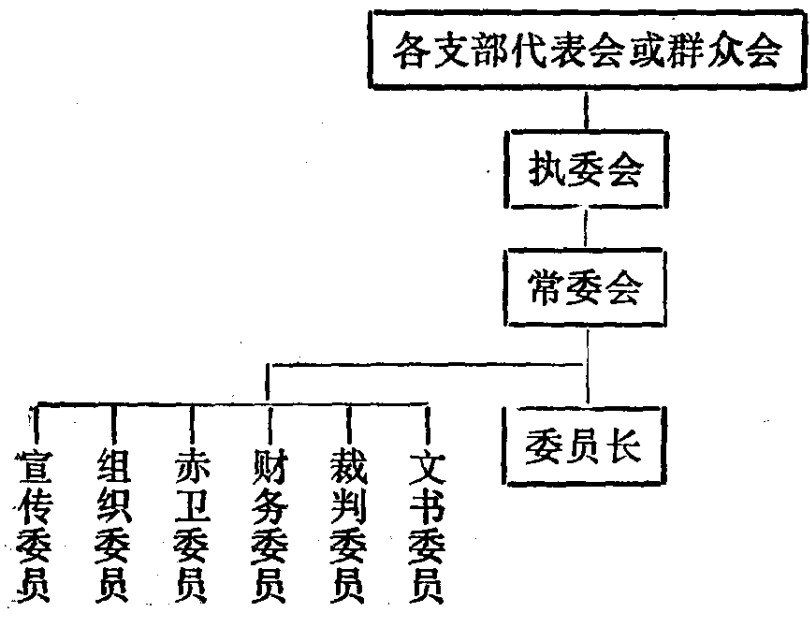 各支部代表会或群众会
执委会
常委会
委员长
宣传委员
组织委员
赤卫委员
财务委员
裁判委员
文书委员